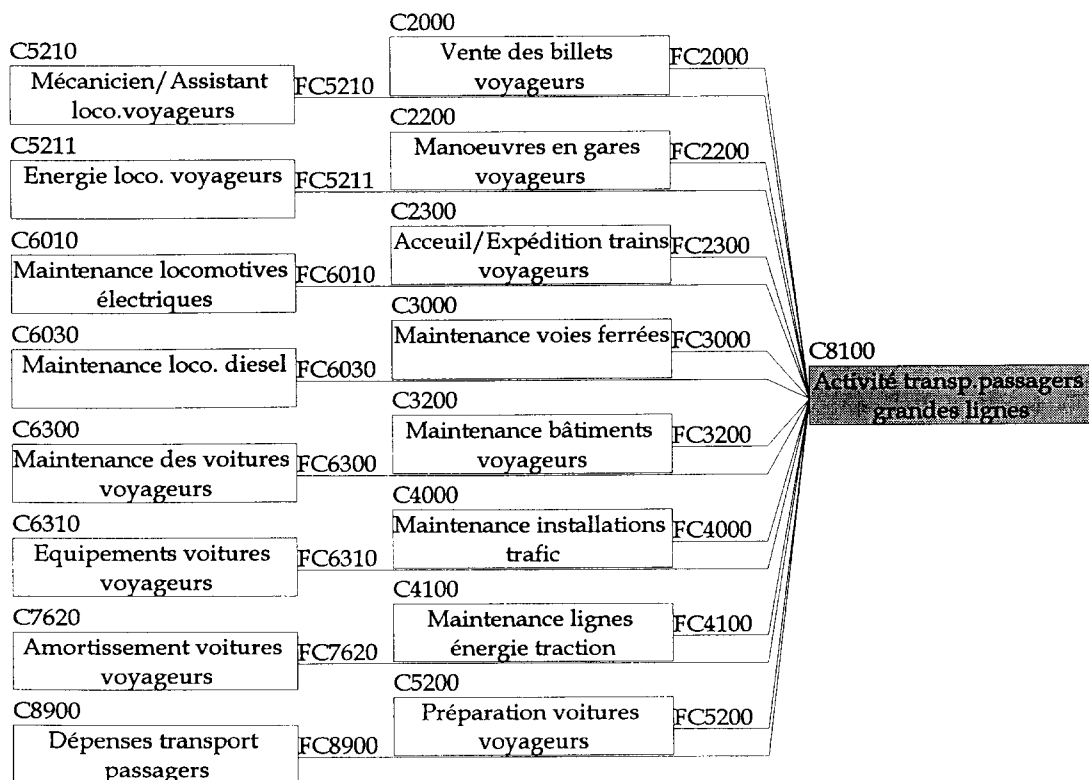 C5210
Mécanicien/Assistant
loco.voyageurs
FC5210
C5211
Energie loco. voyageurs
FC5211
C6010
Maintenance locomotives
électriques
FC6010
C6030
Maintenance loco. diesel
FC6030
C6300
Maintenance des voitures
voyageurs
FC6300
C6310
Equipements voitures
voyageurs
FC6310
C7620
Amortissement voitures
voyageurs
FC7620
C8900
Dépenses transport
passagers
FC8900
C2000
Vente des billets
voyageurs
FC2000
C2200
Manoeuvres en gares
voyageurs
FC2200
C2300
Acceuil/Expédition trains
voyageurs
FC2300
C3000
Maintenance voies ferrées
FC3000
C3200
Maintenance bâtiments
voyageurs
FC3200
C4000
Maintenance installations
trafic
FC4000
C4100
Maintenance lignes
énergie traction
FC4100
C5200
Préparation voitures
voyageurs
FC5200
C8100
Activité transp.passagers
grandes lignes